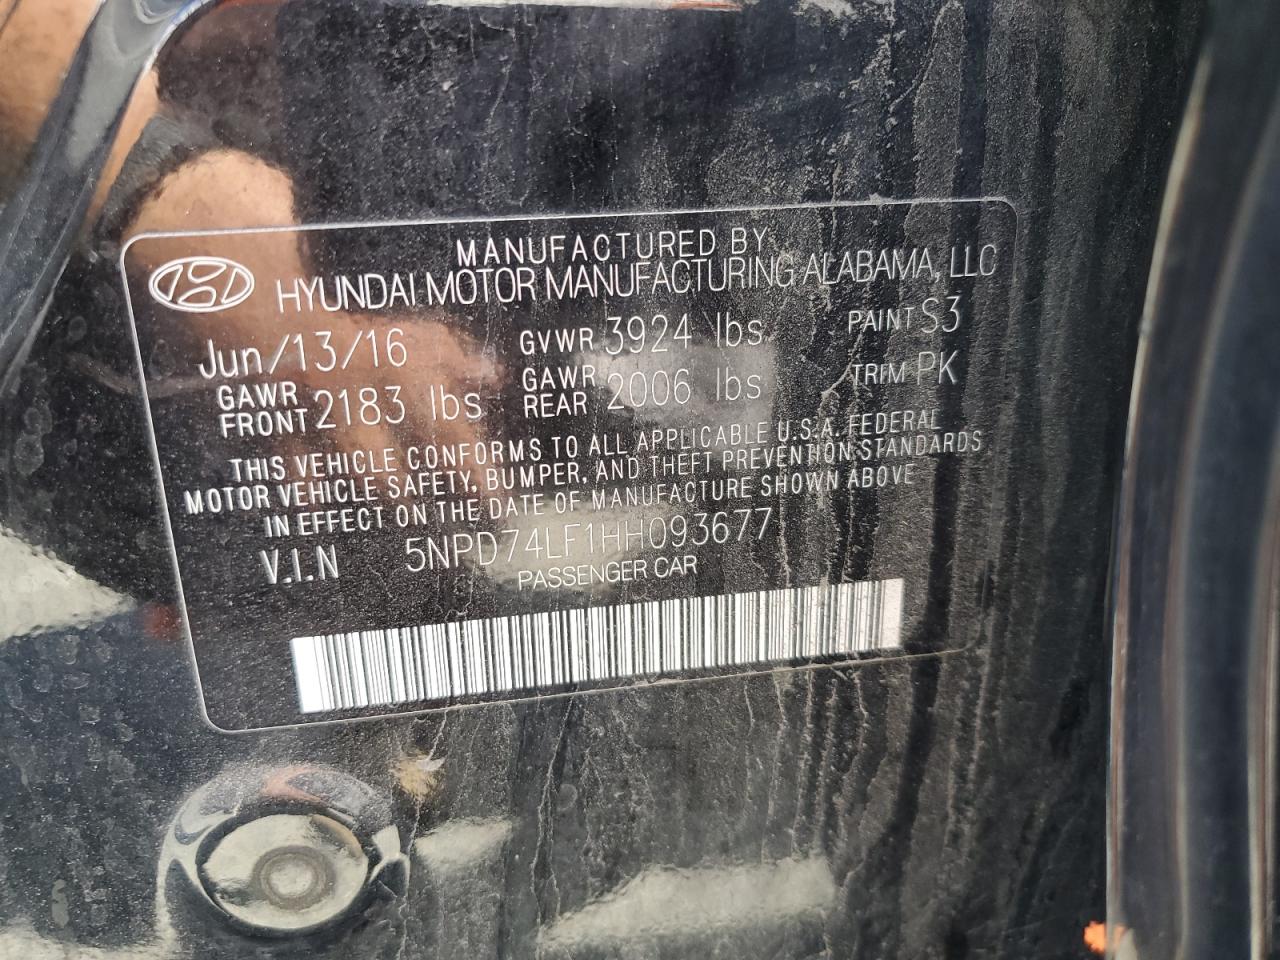 MANUFACTURED BY
HYUNDAI MOTOR MANUFACTURING ALABAMA, LLC
Jun/13/16 GVWR 3924 lbs PAINT S3
GAWR FRONT 2183 lbs GAWR REAR 2006 lbs TRIM PK
THIS VEHICLE CONFORMS TO ALL APPLICABLE U.S.A. FEDERAL
MOTOR VEHICLE SAFETY, BUMPER, AND THEFT PREVENTION STANDARDS
IN EFFECT ON THE DATE OF MANUFACTURE SHOWN ABOVE
V.I.N 5NPD74LF1HH093677
PASSENGER CAR